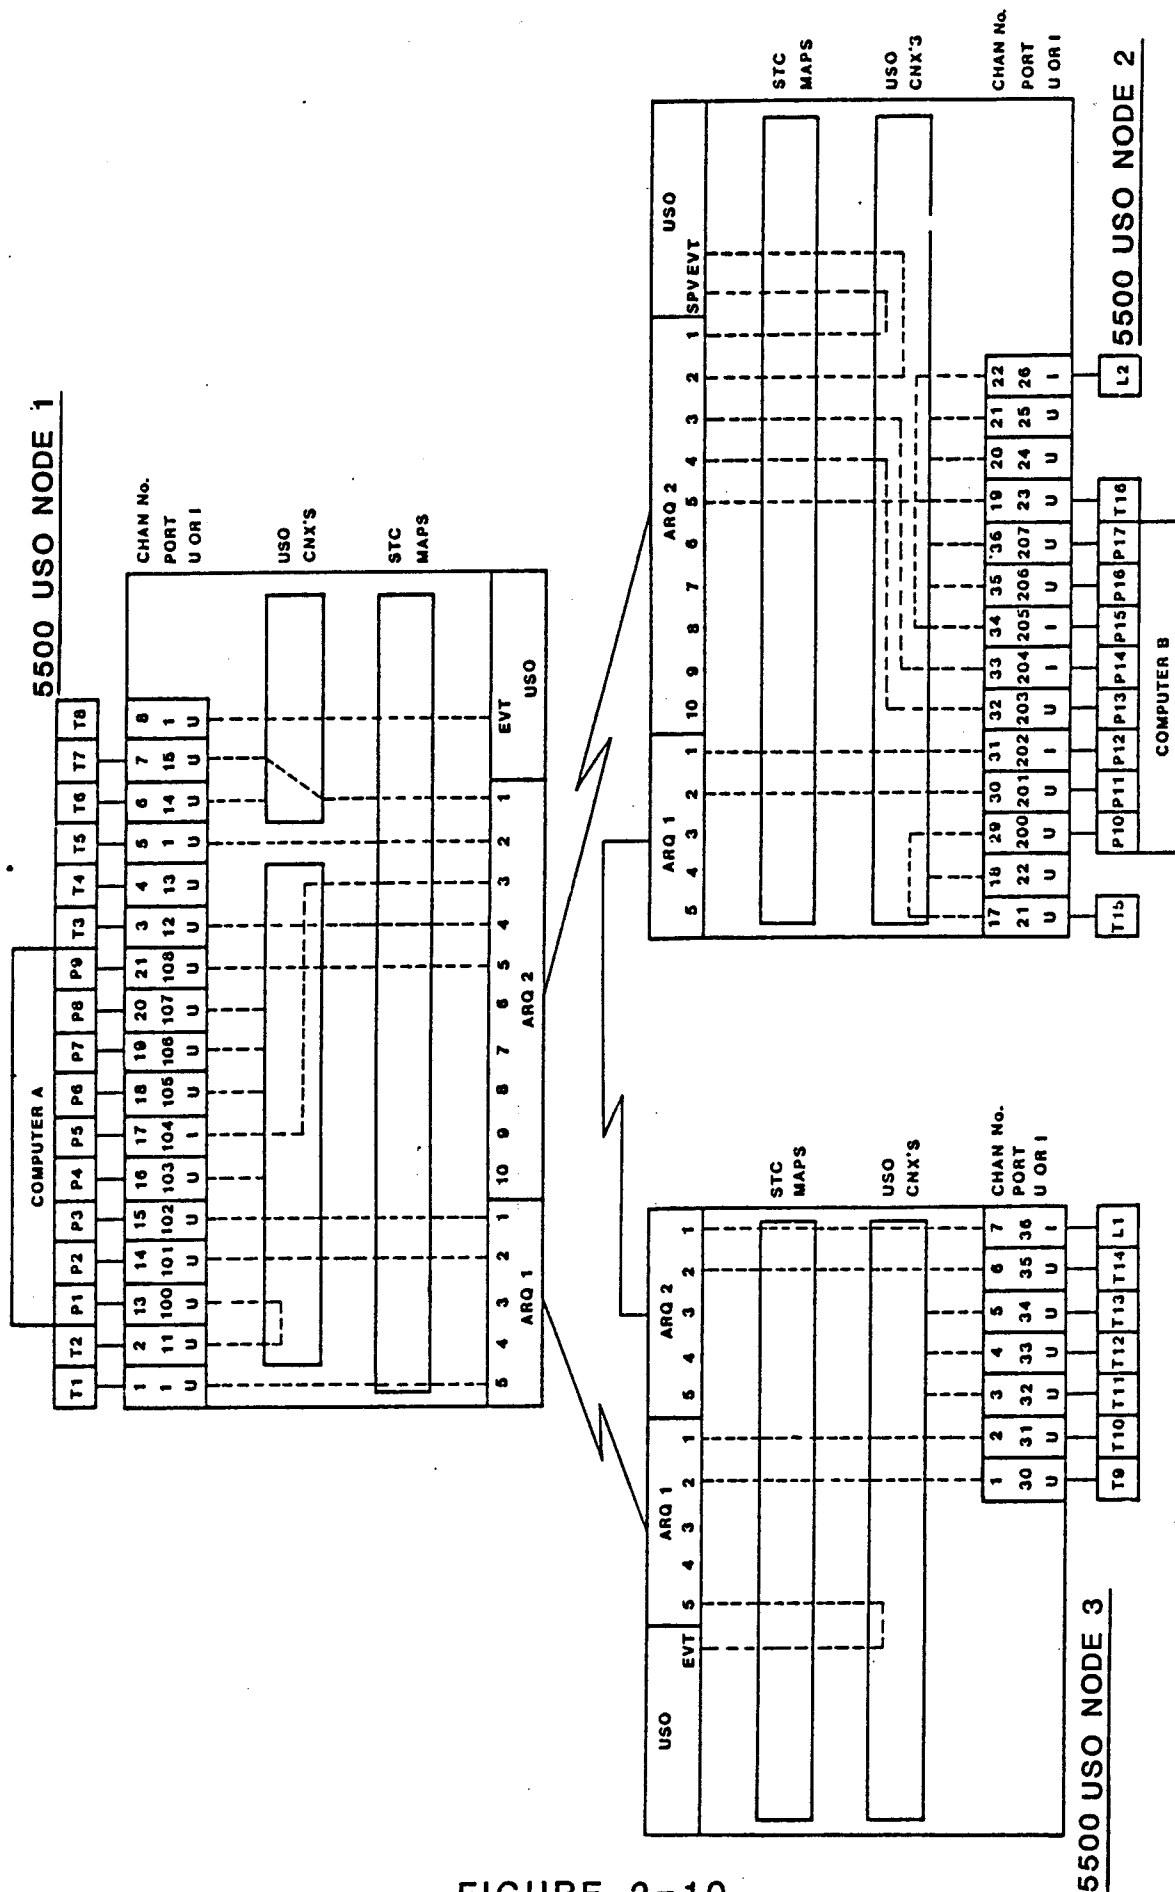 5500 USO NODE 1
COMPUTER A
T1 T2 P1 P2 P3 P4 P5 P6 P7 P8 P9 T3 T4 T5 T6 T7 T8
1 2 13 14 15 16 17 18 19 20 21 3 4 5 6 7 8 CHAN No.
1 11 100 101 102 103 104 105 106 107 108 12 13 1 14 15 1 PORT
U U U U U U I U U U U U U U U U U U OR I
USO
CNX'S
STC
MAPS
5 4 3 2 1 10 9 8 7 6 5 4 3 2 1 EVT
ARQ 1 ARQ 2 USO
USO ARQ 1 ARQ 2
EVT 5 4 3 2 1 5 4 3 2 1
STC
MAPS
USO
CNX'S
1 2 3 4 5 6 7 CHAN No.
30 31 32 33 34 35 36 PORT
U U U U U U I U OR I
T9 T10 T11 T12 T13 T14 L1
5500 USO NODE 3
ARQ 1 ARQ 2 USO
5 4 3 2 1 10 9 8 7 6 5 4 3 2 1 SPV EVT
STC
MAPS
USO
CNX'3
17 18 29 30 31 32 33 34 35 '36 19 20 21 22 CHAN No.
21 22 200 201 202 203 204 205 206 207 23 24 25 26 PORT
U U U U I U I I U U U U U I U OR I
T15 P10 P11 P12 P13 P14 P15 P16 P17 T16 L2
COMPUTER B
5500 USO NODE 2
FIGURE 2-10